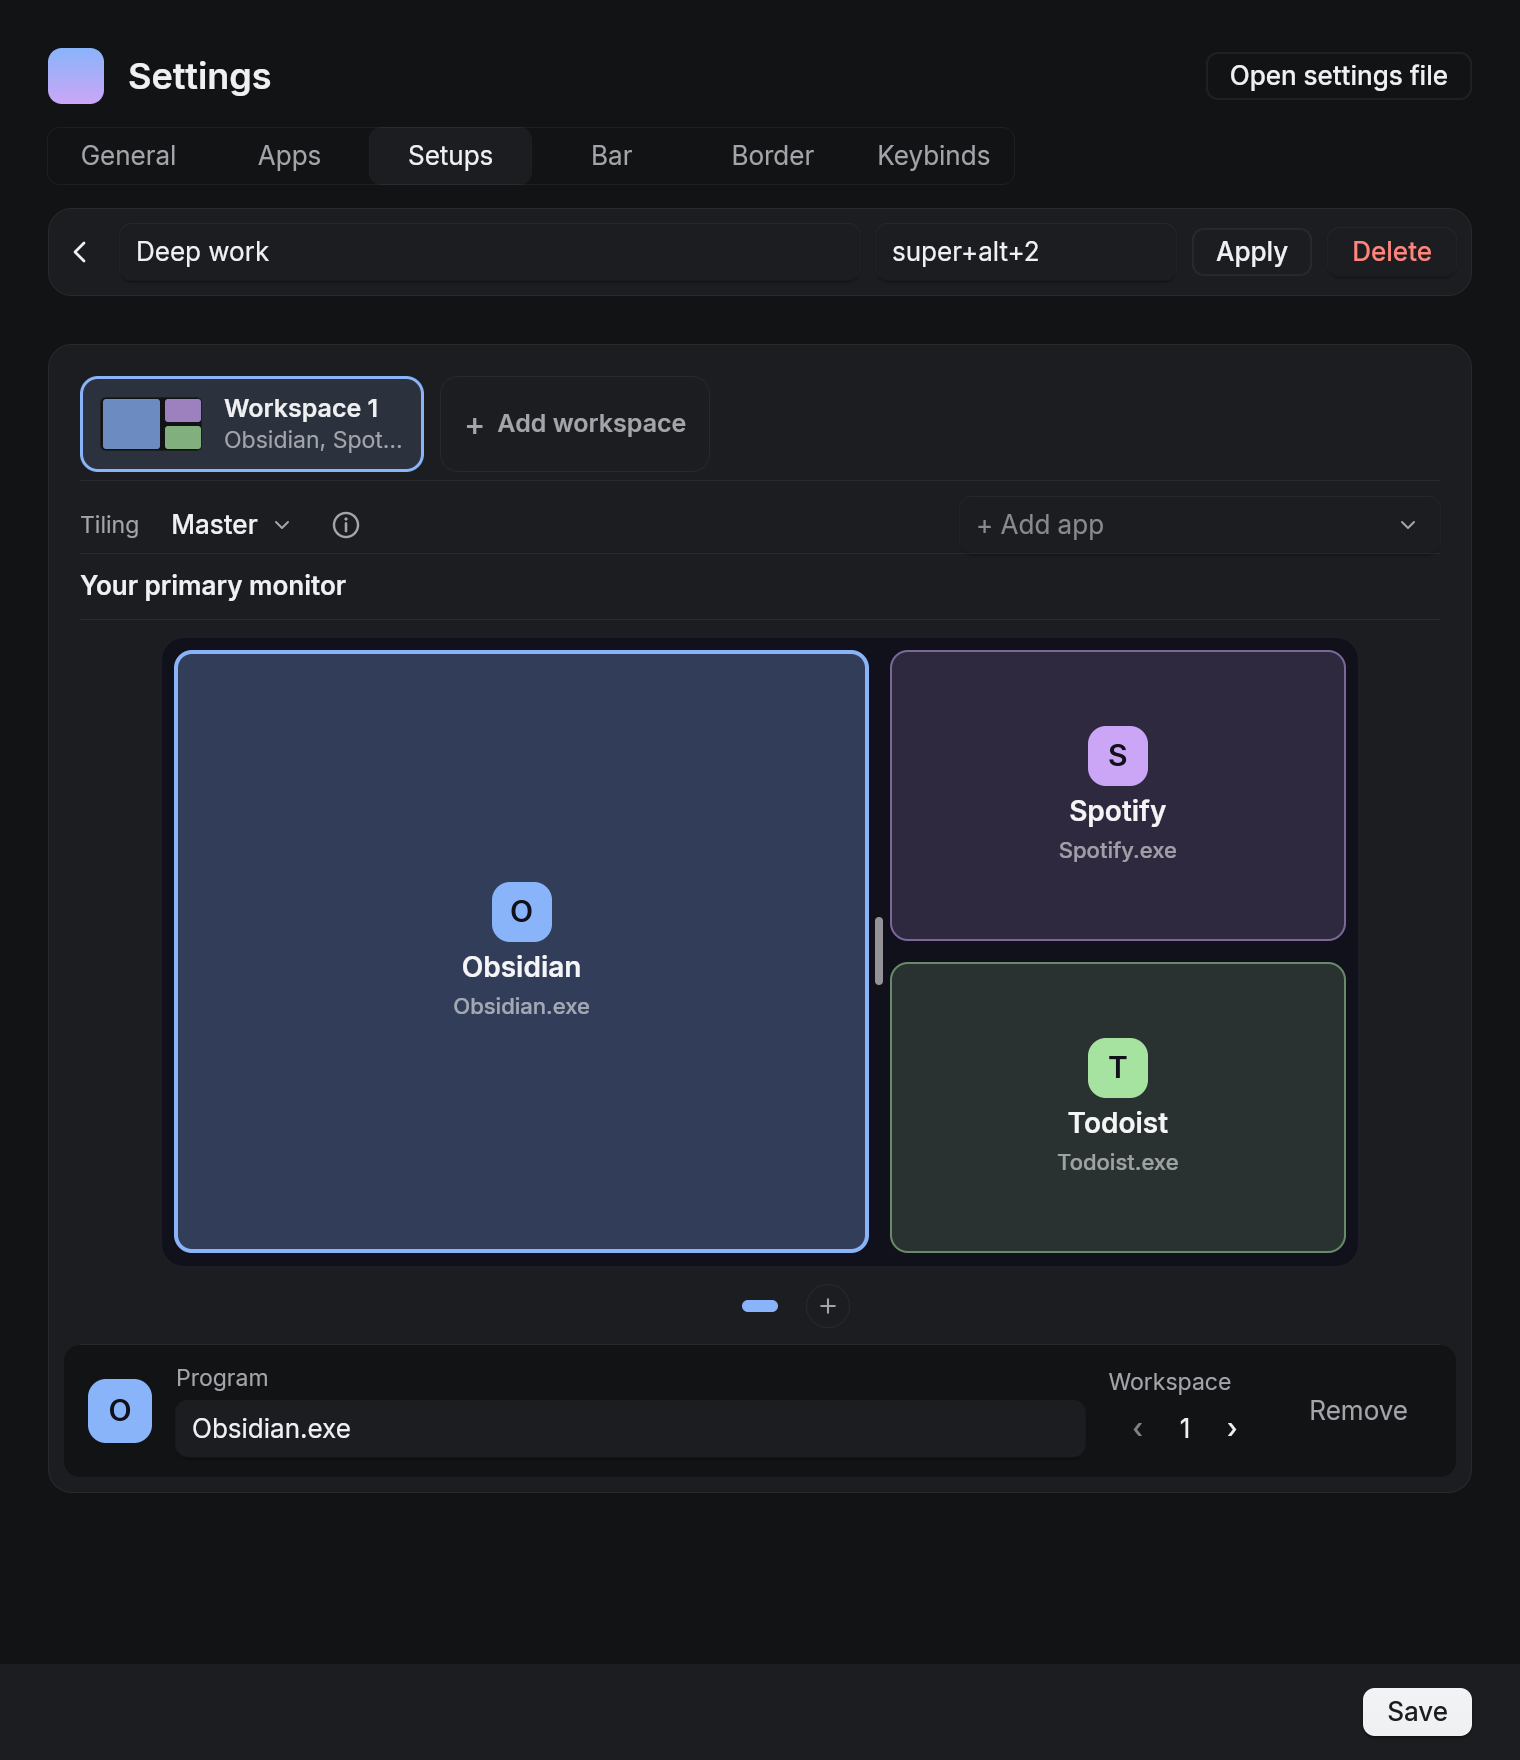 Settings
Open settings file
General
Apps
Setups
Bar
Border
Keybinds
Deep work
super+alt+2
Apply
Delete
Workspace 1
Obsidian, Spot...
+ Add workspace
Tiling
Master
+ Add app
Your primary monitor
O
Obsidian
Obsidian.exe
S
Spotify
Spotify.exe
T
Todoist
Todoist.exe
+
O
Program
Obsidian.exe
Workspace
‹ 1 ›
Remove
Save